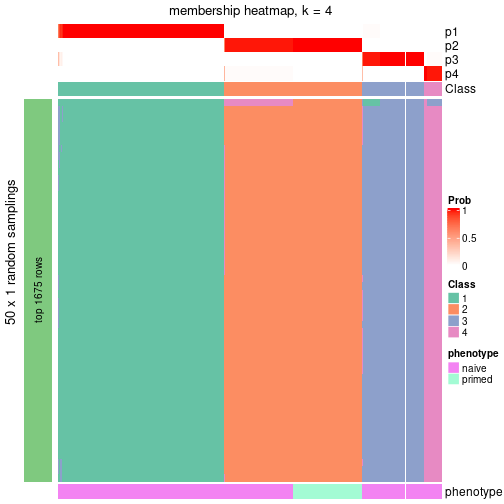 membership heatmap, k = 4
p1
p2
p3
p4
Class
50 x 1 random samplings
top 1675 rows
Prob
1
0.5
0
Class
1
2
3
4
phenotype
naive
primed
phenotype